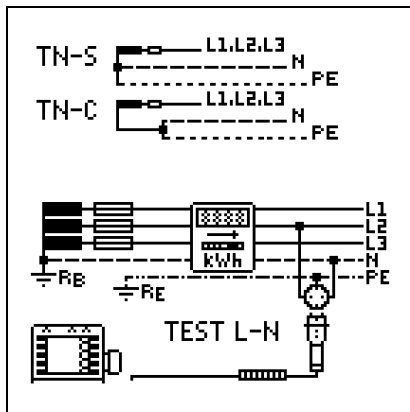 TN-S
L1,L2,L3
N
PE
TN-C
L1,L2,L3
N
PE
L1
L2
L3
kWh
N
RB
PE
RE
TEST L-N